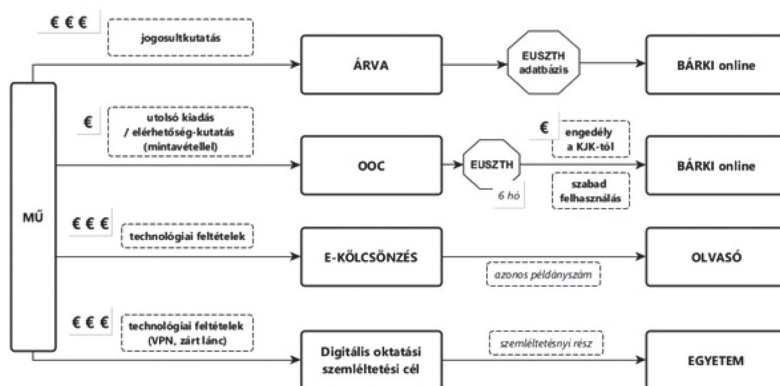 € € €
jogosultkutatás
ÁRVA
EUSZTH
adatbázis
BÁRKI online
MŰ
€
utolsó kiadás
/ elérhetőség-kutatás
(mintavétellel)
OOC
EUSZTH
6 hó
€
engedély
a KJK-tól
szabad
felhasználás
BÁRKI online
€ € €
technológiai feltételek
E-KÖLCSÖNZÉS
azonos példányszám
OLVASÓ
€ € €
technológiai feltételek
(VPN, zárt lánc)
Digitális oktatási
szemléltetési cél
szemléltetésnyi rész
EGYETEM